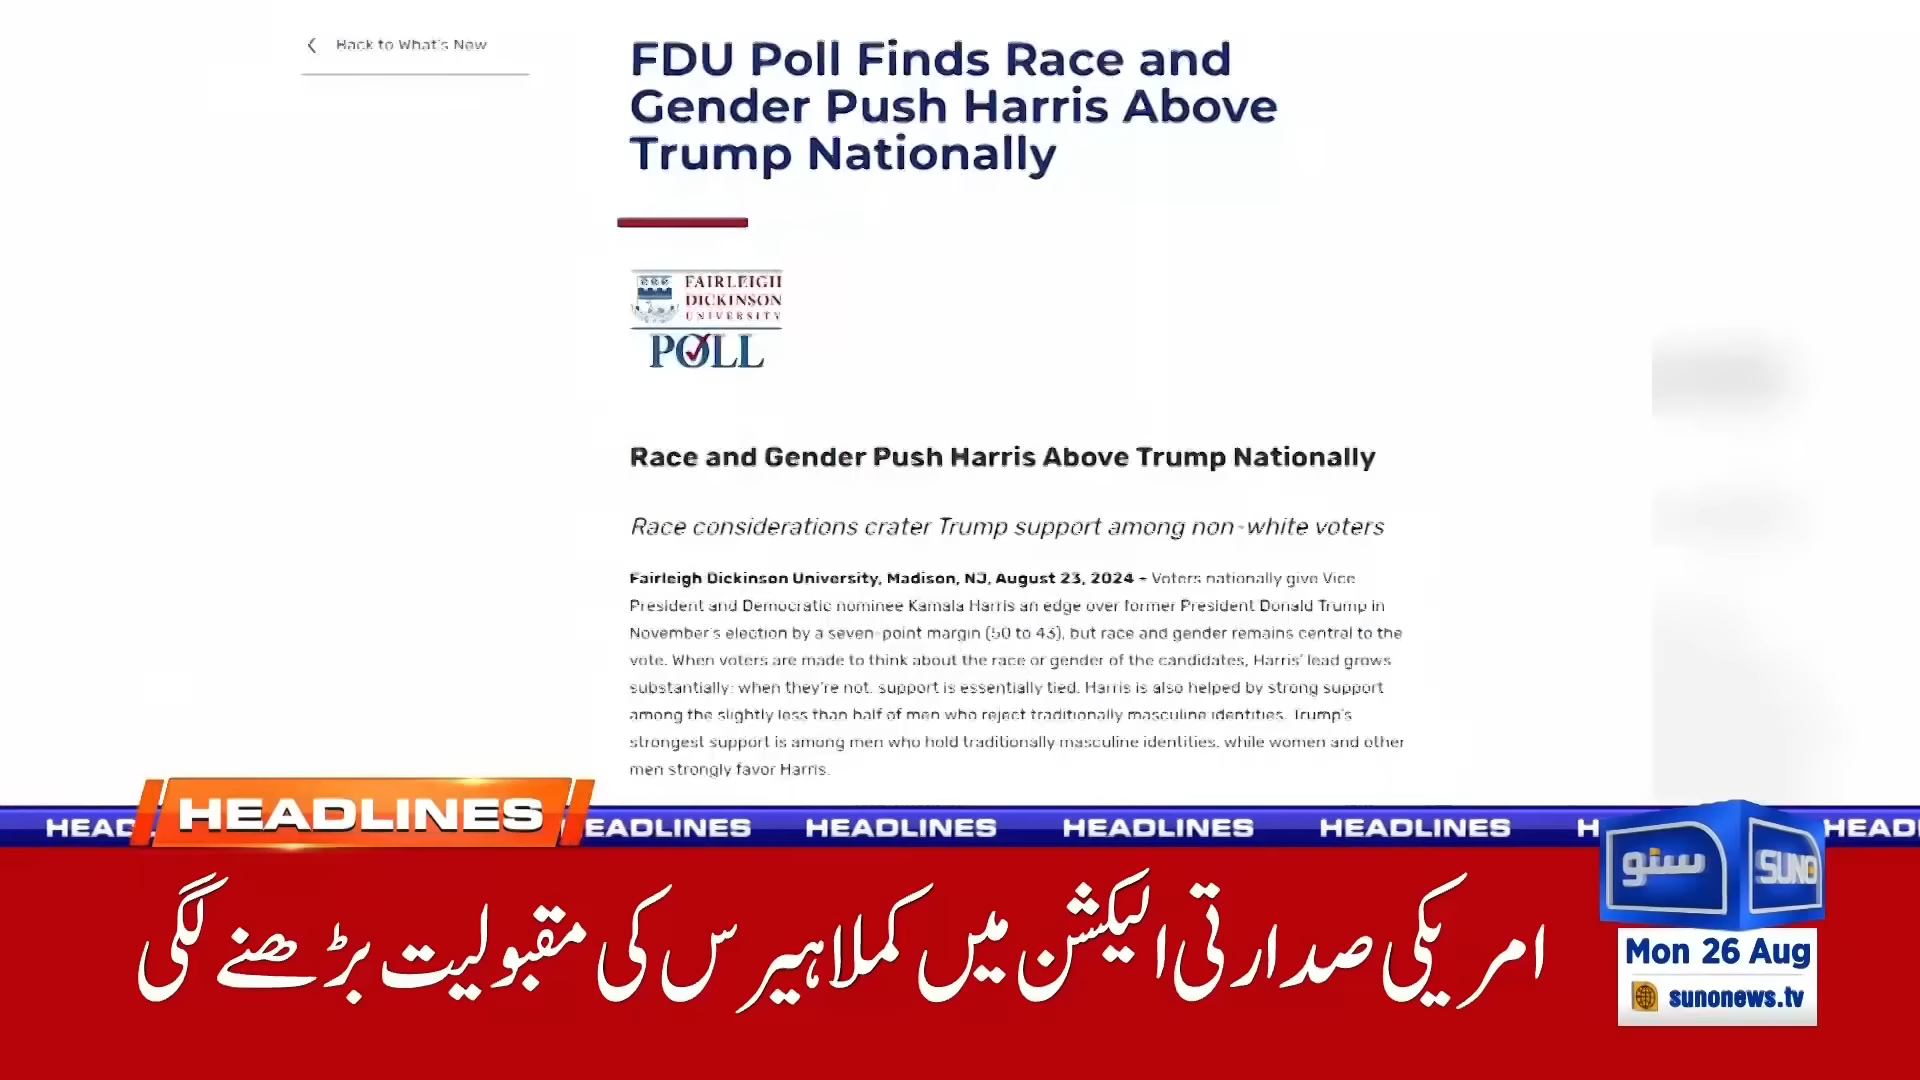 Back to What's New
FDU Poll Finds Race and
Gender Push Harris Above
Trump Nationally
FAIRLEIGH
DICKINSON
UNIVERSITY
POLL
Race and Gender Push Harris Above Trump Nationally
Race considerations crater Trump support among non-white voters
Fairleigh Dickinson University, Madison, NJ, August 23, 2024 – Voters nationally give Vice
President and Democratic nominee Kamala Harris an edge over former President Donald Trump in
November's election by a seven-point margin (50 to 43), but race and gender remains central to the
vote. When voters are made to think about the race or gender of the candidates, Harris' lead grows
substantially: when they're not, support is essentially tied. Harris is also helped by strong support
among the slightly less than half of men who reject traditionally masculine identities. Trump's
strongest support is among men who hold traditionally masculine identities, while women and other
men strongly favor Harris.
HEADLINES
HEAD EADLINES HEADLINES HEADLINES HEADLINES H HEAD
سنو SUNO
امریکی صدارتی الیکشن میں کملا ہیرس کی مقبولیت بڑھنے لگی
Mon 26 Aug
sunonews.tv